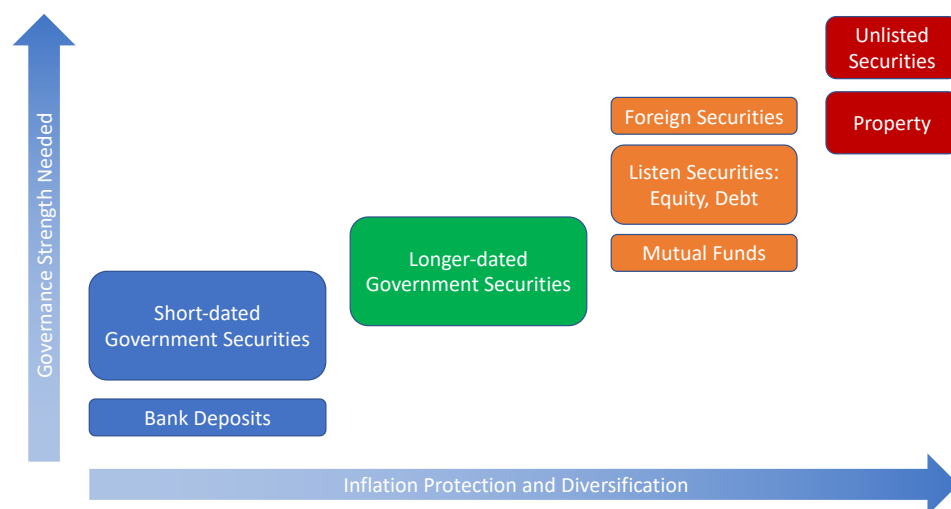 Governance Strength Needed
Unlisted
Securities
Property
Foreign Securities
Listen Securities:
Equity, Debt
Mutual Funds
Longer-dated
Government Securities
Short-dated
Government Securities
Bank Deposits
Inflation Protection and Diversification